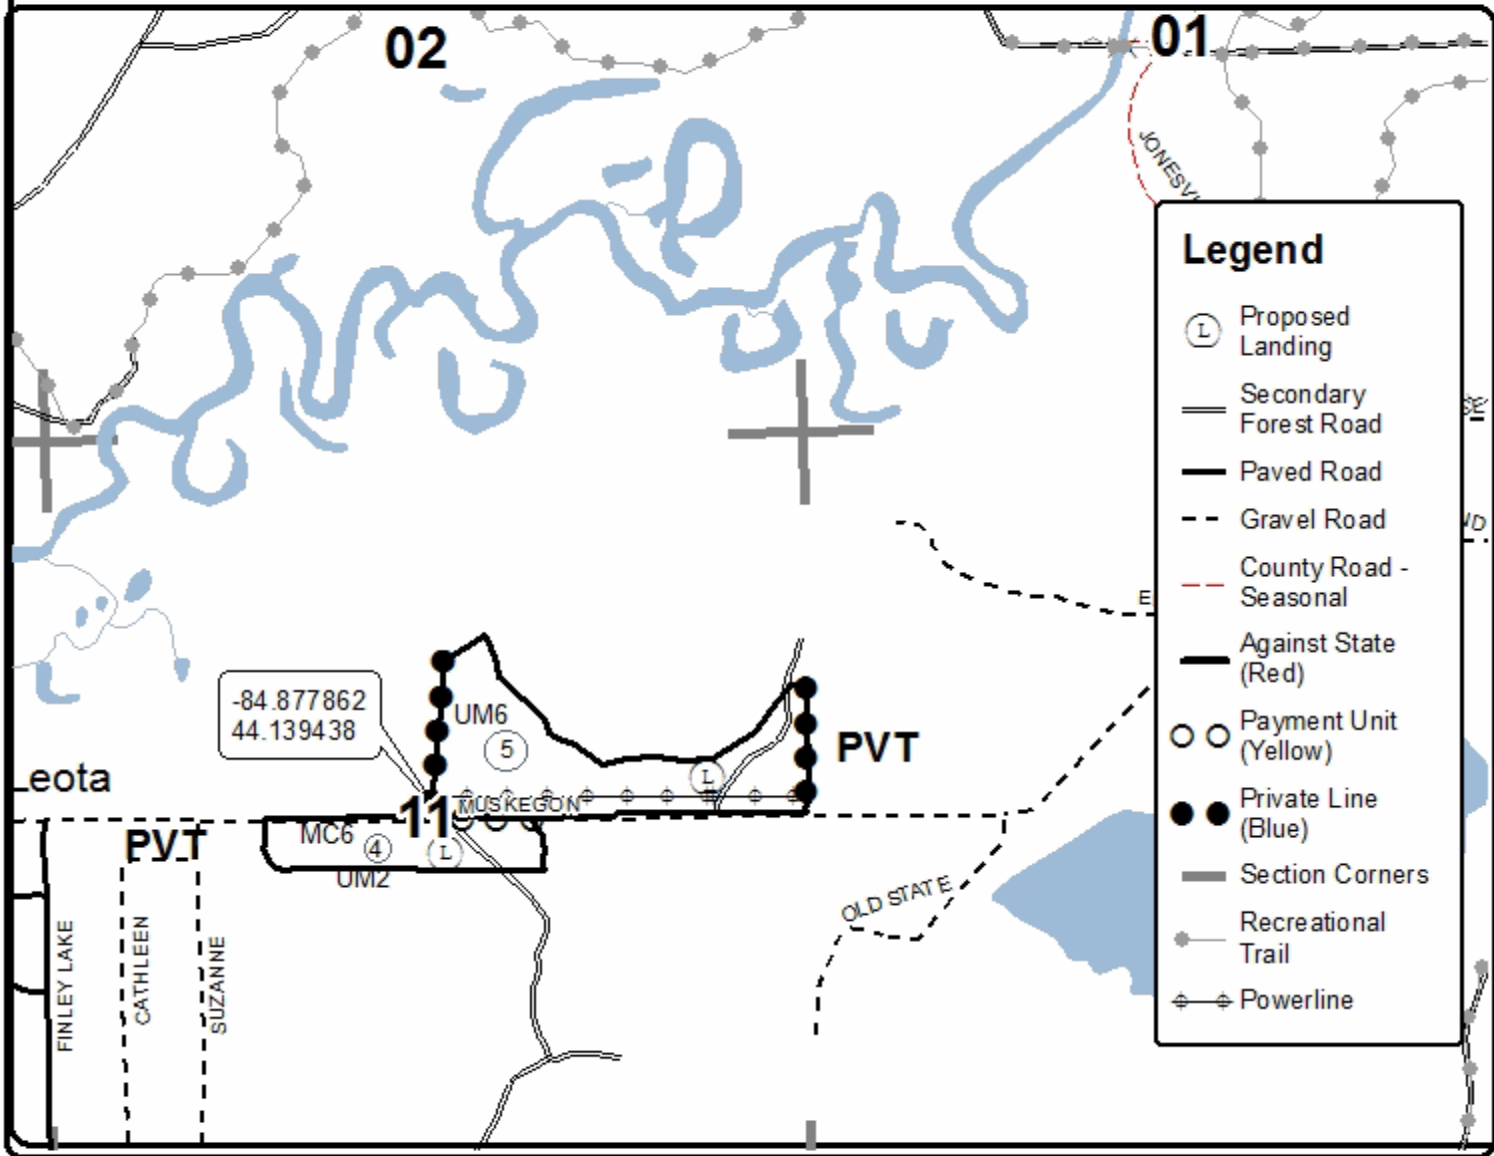 02
01
JONESV
Legend
L
Proposed
Landing
Secondary
Forest Road
Paved Road
Gravel Road
County Road -
Seasonal
Against State
(Red)
Payment Unit
(Yellow)
Private Line
(Blue)
Section Corners
Recreational
Trail
Powerline
SE
ND
E
-84.877862
44.139438
UM6
5
PVT
L
Leota
11
MUSKEGON
PVT
MC6
4
L
UM2
OLD STATE
FINLEY LAKE
CATHLEEN
SUZANNE